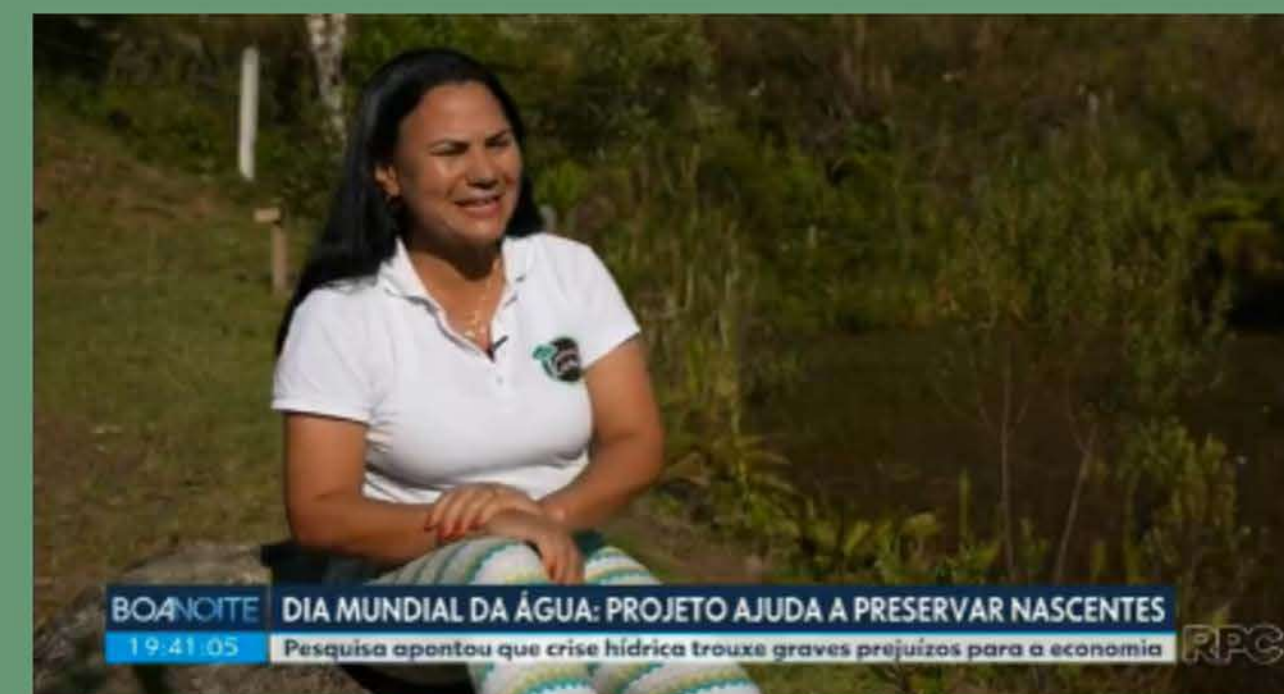 BOANOITE
DIA MUNDIAL DA ÁGUA: PROJETO AJUDA A PRESERVAR NASCENTES
19:41:05
Pesquisa apontou que crise hídrica trouxe graves prejuízos para a economia
RPC